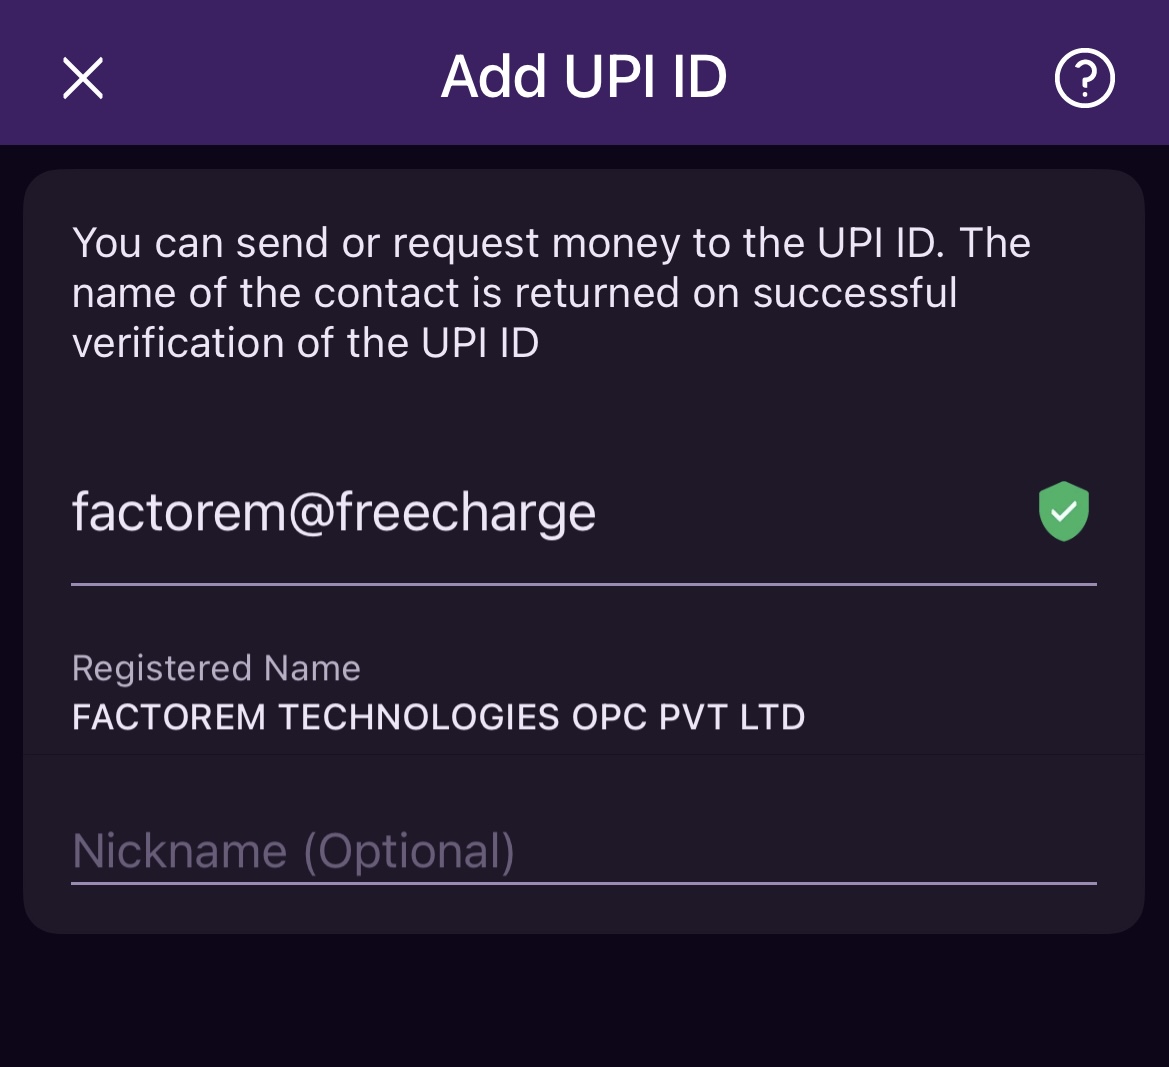 Add UPI ID
You can send or request money to the UPI ID. The
name of the contact is returned on successful
verification of the UPI ID
factorem@freecharge
Registered Name
FACTOREM TECHNOLOGIES OPC PVT LTD
Nickname (Optional)